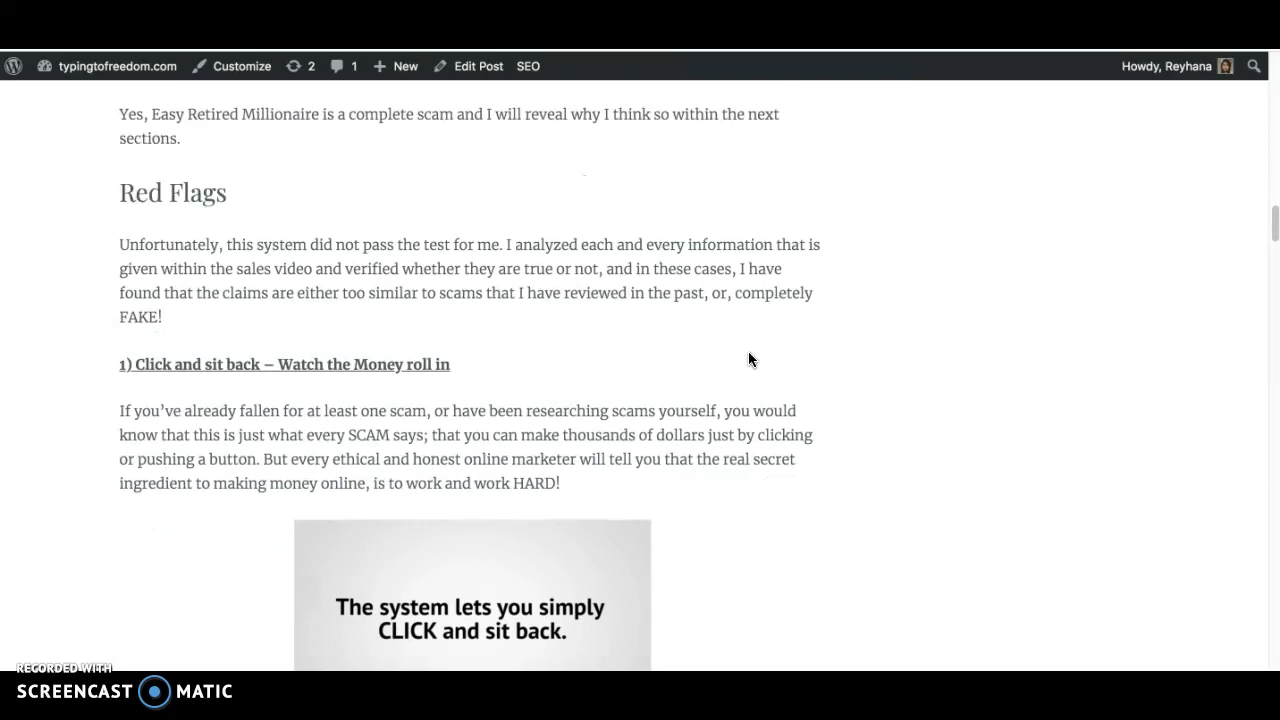 typingtofreedom.com Customize 2 1 New Edit Post SEO Howdy, Reyhana
Yes, Easy Retired Millionaire is a complete scam and I will reveal why I think so within the next
sections.
Red Flags
Unfortunately, this system did not pass the test for me. I analyzed each and every information that is
given within the sales video and verified whether they are true or not, and in these cases, I have
found that the claims are either too similar to scams that I have reviewed in the past, or, completely
FAKE!
1) Click and sit back – Watch the Money roll in
If you’ve already fallen for at least one scam, or have been researching scams yourself, you would
know that this is just what every SCAM says; that you can make thousands of dollars just by clicking
or pushing a button. But every ethical and honest online marketer will tell you that the real secret
ingredient to making money online, is to work and work HARD!
The system lets you simply
CLICK and sit back.
RECORDED WITH
SCREENCAST MATIC